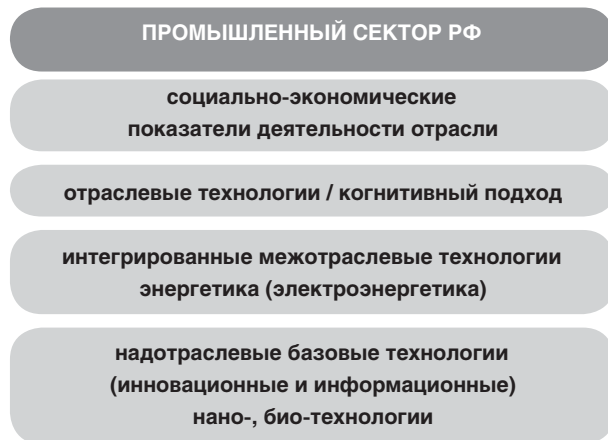 ПРОМЫШЛЕННЫЙ СЕКТОР РФ
социально-экономические
показатели деятельности отрасли
отраслевые технологии / когнитивный подход
интегрированные межотраслевые технологии
энергетика (электроэнергетика)
надотраслевые базовые технологии
(инновационные и информационные)
нано-, био-технологии